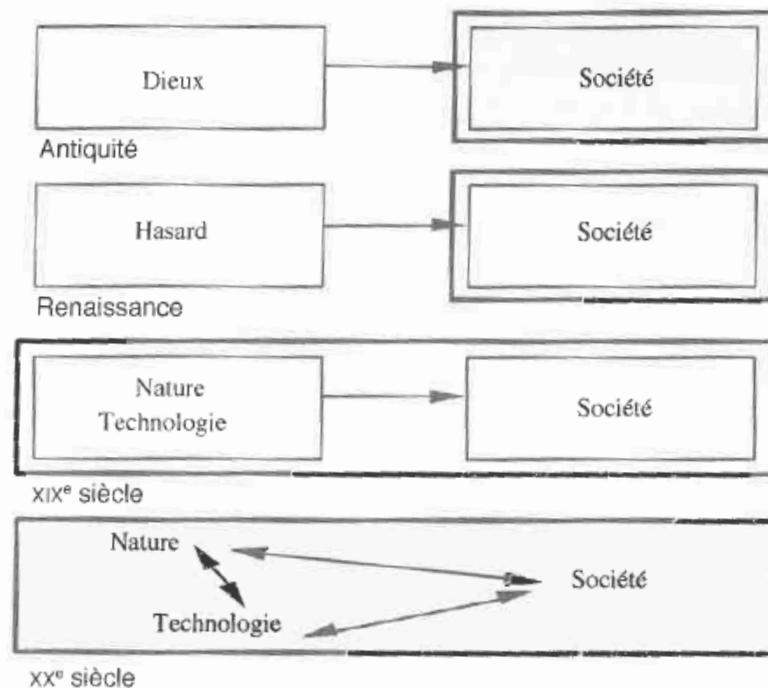 Dieux
Société
Antiquité
Hasard
Société
Renaissance
Nature
Technologie
Société
XIXe siècle
Nature
Société
Technologie
XXe siècle